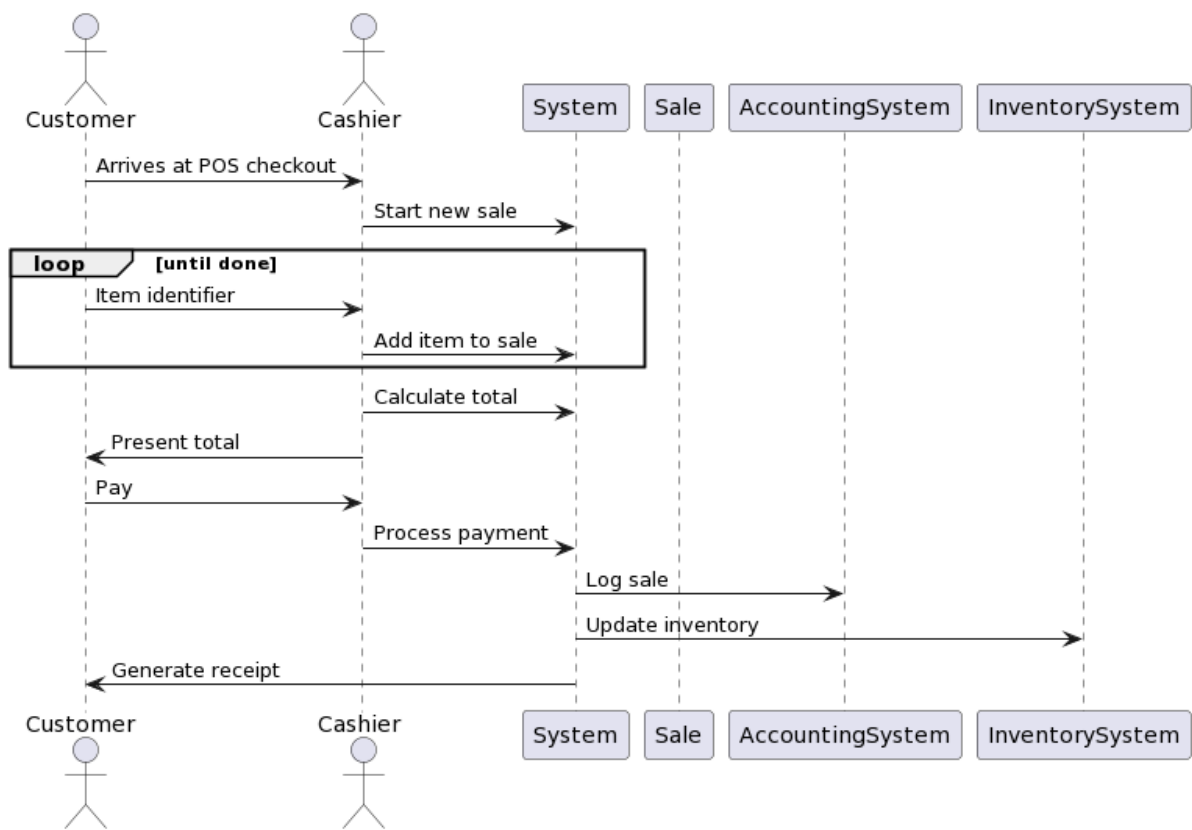 Customer
Cashier
System
Sale
AccountingSystem
InventorySystem
Arrives at POS checkout
Start new sale
loop
[until done]
Item identifier
Add item to sale
Calculate total
Present total
Pay
Process payment
Log sale
Update inventory
Generate receipt
Customer
Cashier
System
Sale
AccountingSystem
InventorySystem